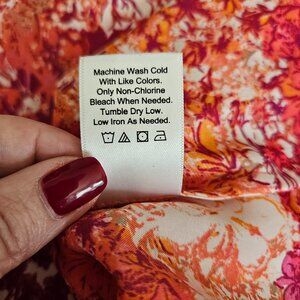 Machine Wash Cold
With Like Colors.
Only Non-Chlorine
Bleach When Needed.
Tumble Dry Low.
Low Iron As Needed.